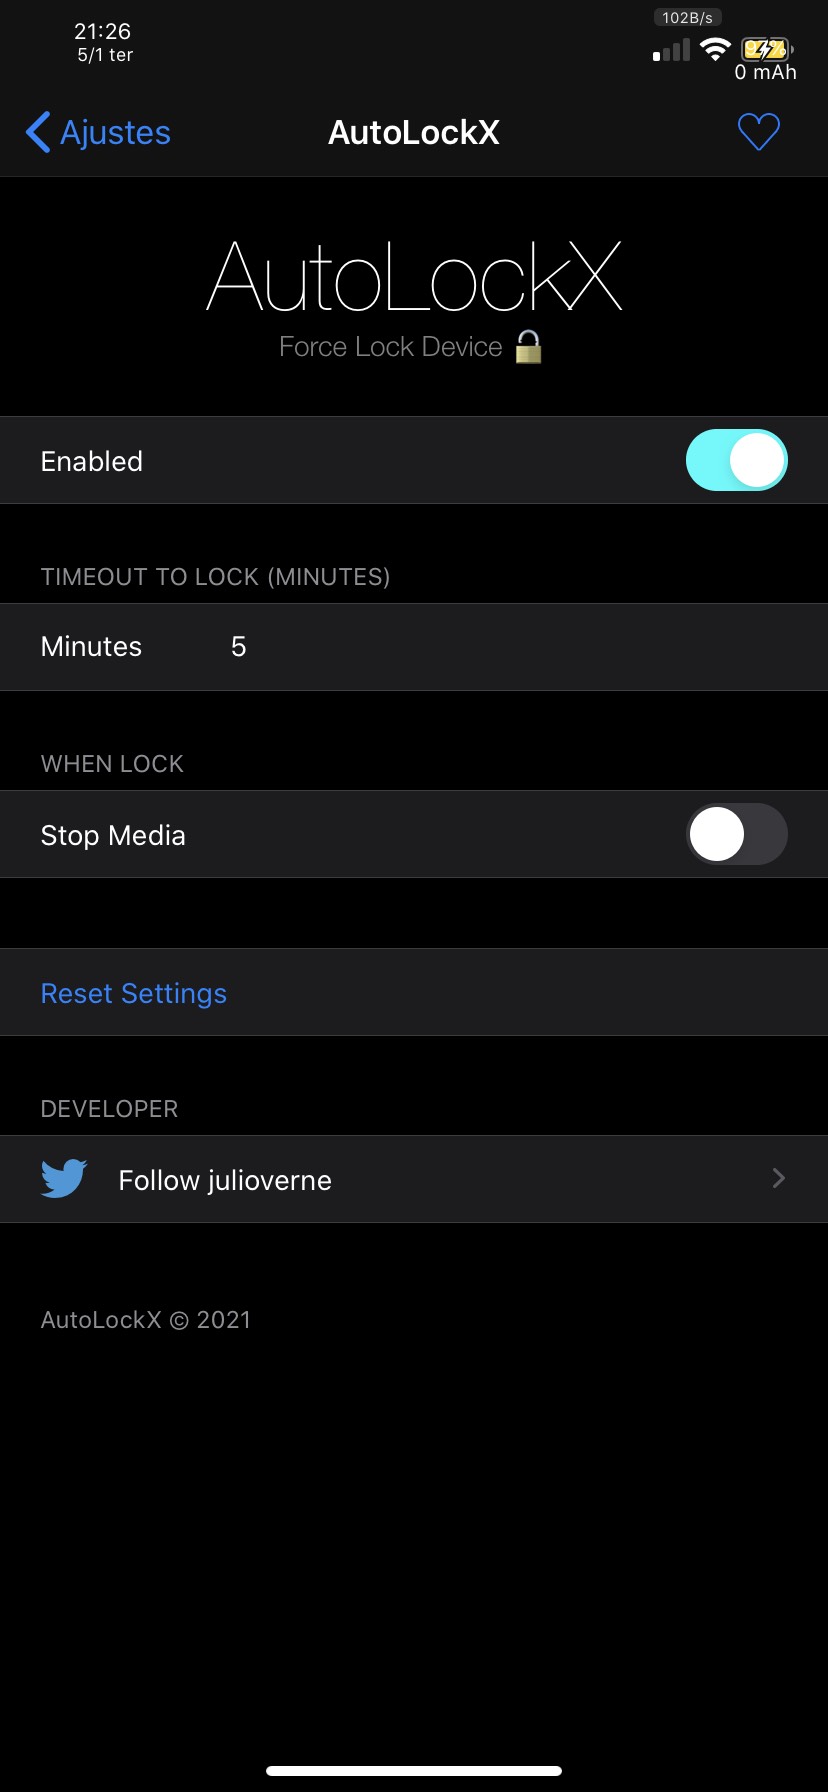 102B/s
21:26
5/1 ter
0 mAh
Ajustes
AutoLockX
AutoLockX
Force Lock Device
Enabled
TIMEOUT TO LOCK (MINUTES)
Minutes 5
WHEN LOCK
Stop Media
Reset Settings
DEVELOPER
Follow julioverne
AutoLockX © 2021